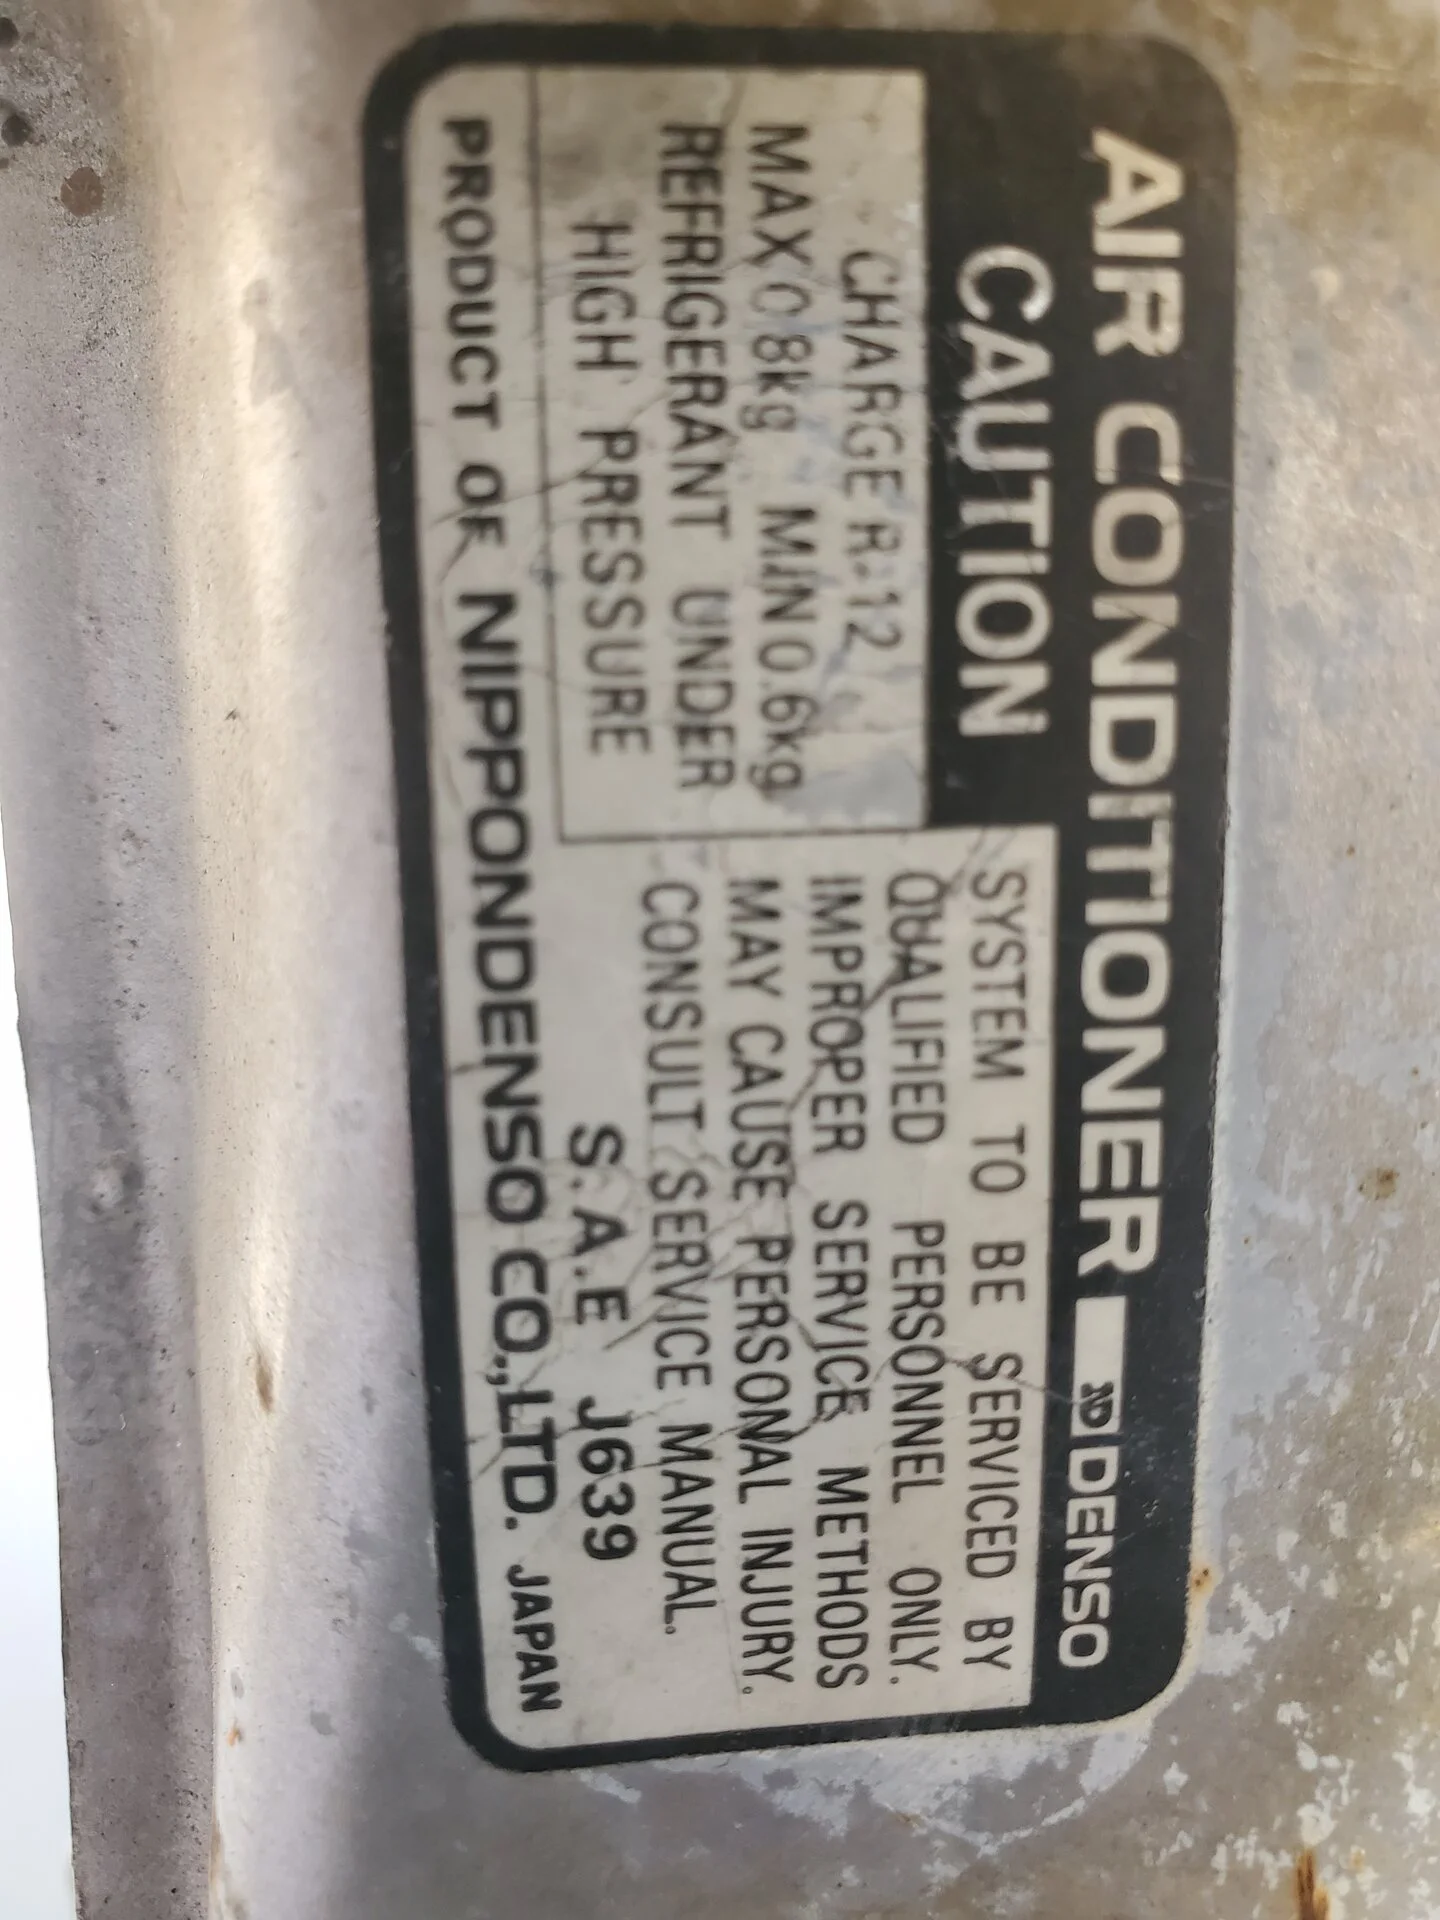 AIR CONDITIONER ND DENSO
CAUTION
CHARGE R-12
MAX 0.8kg MIN 0.6kg
REFRIGERANT UNDER
HIGH PRESSURE
SYSTEM TO BE SERVICED BY
QUALIFIED PERSONNEL ONLY.
IMPROPER SERVICE METHODS
MAY CAUSE PERSONAL INJURY.
CONSULT SERVICE MANUAL.
S.A.E J639
PRODUCT OF NIPPONDENSO CO.,LTD. JAPAN